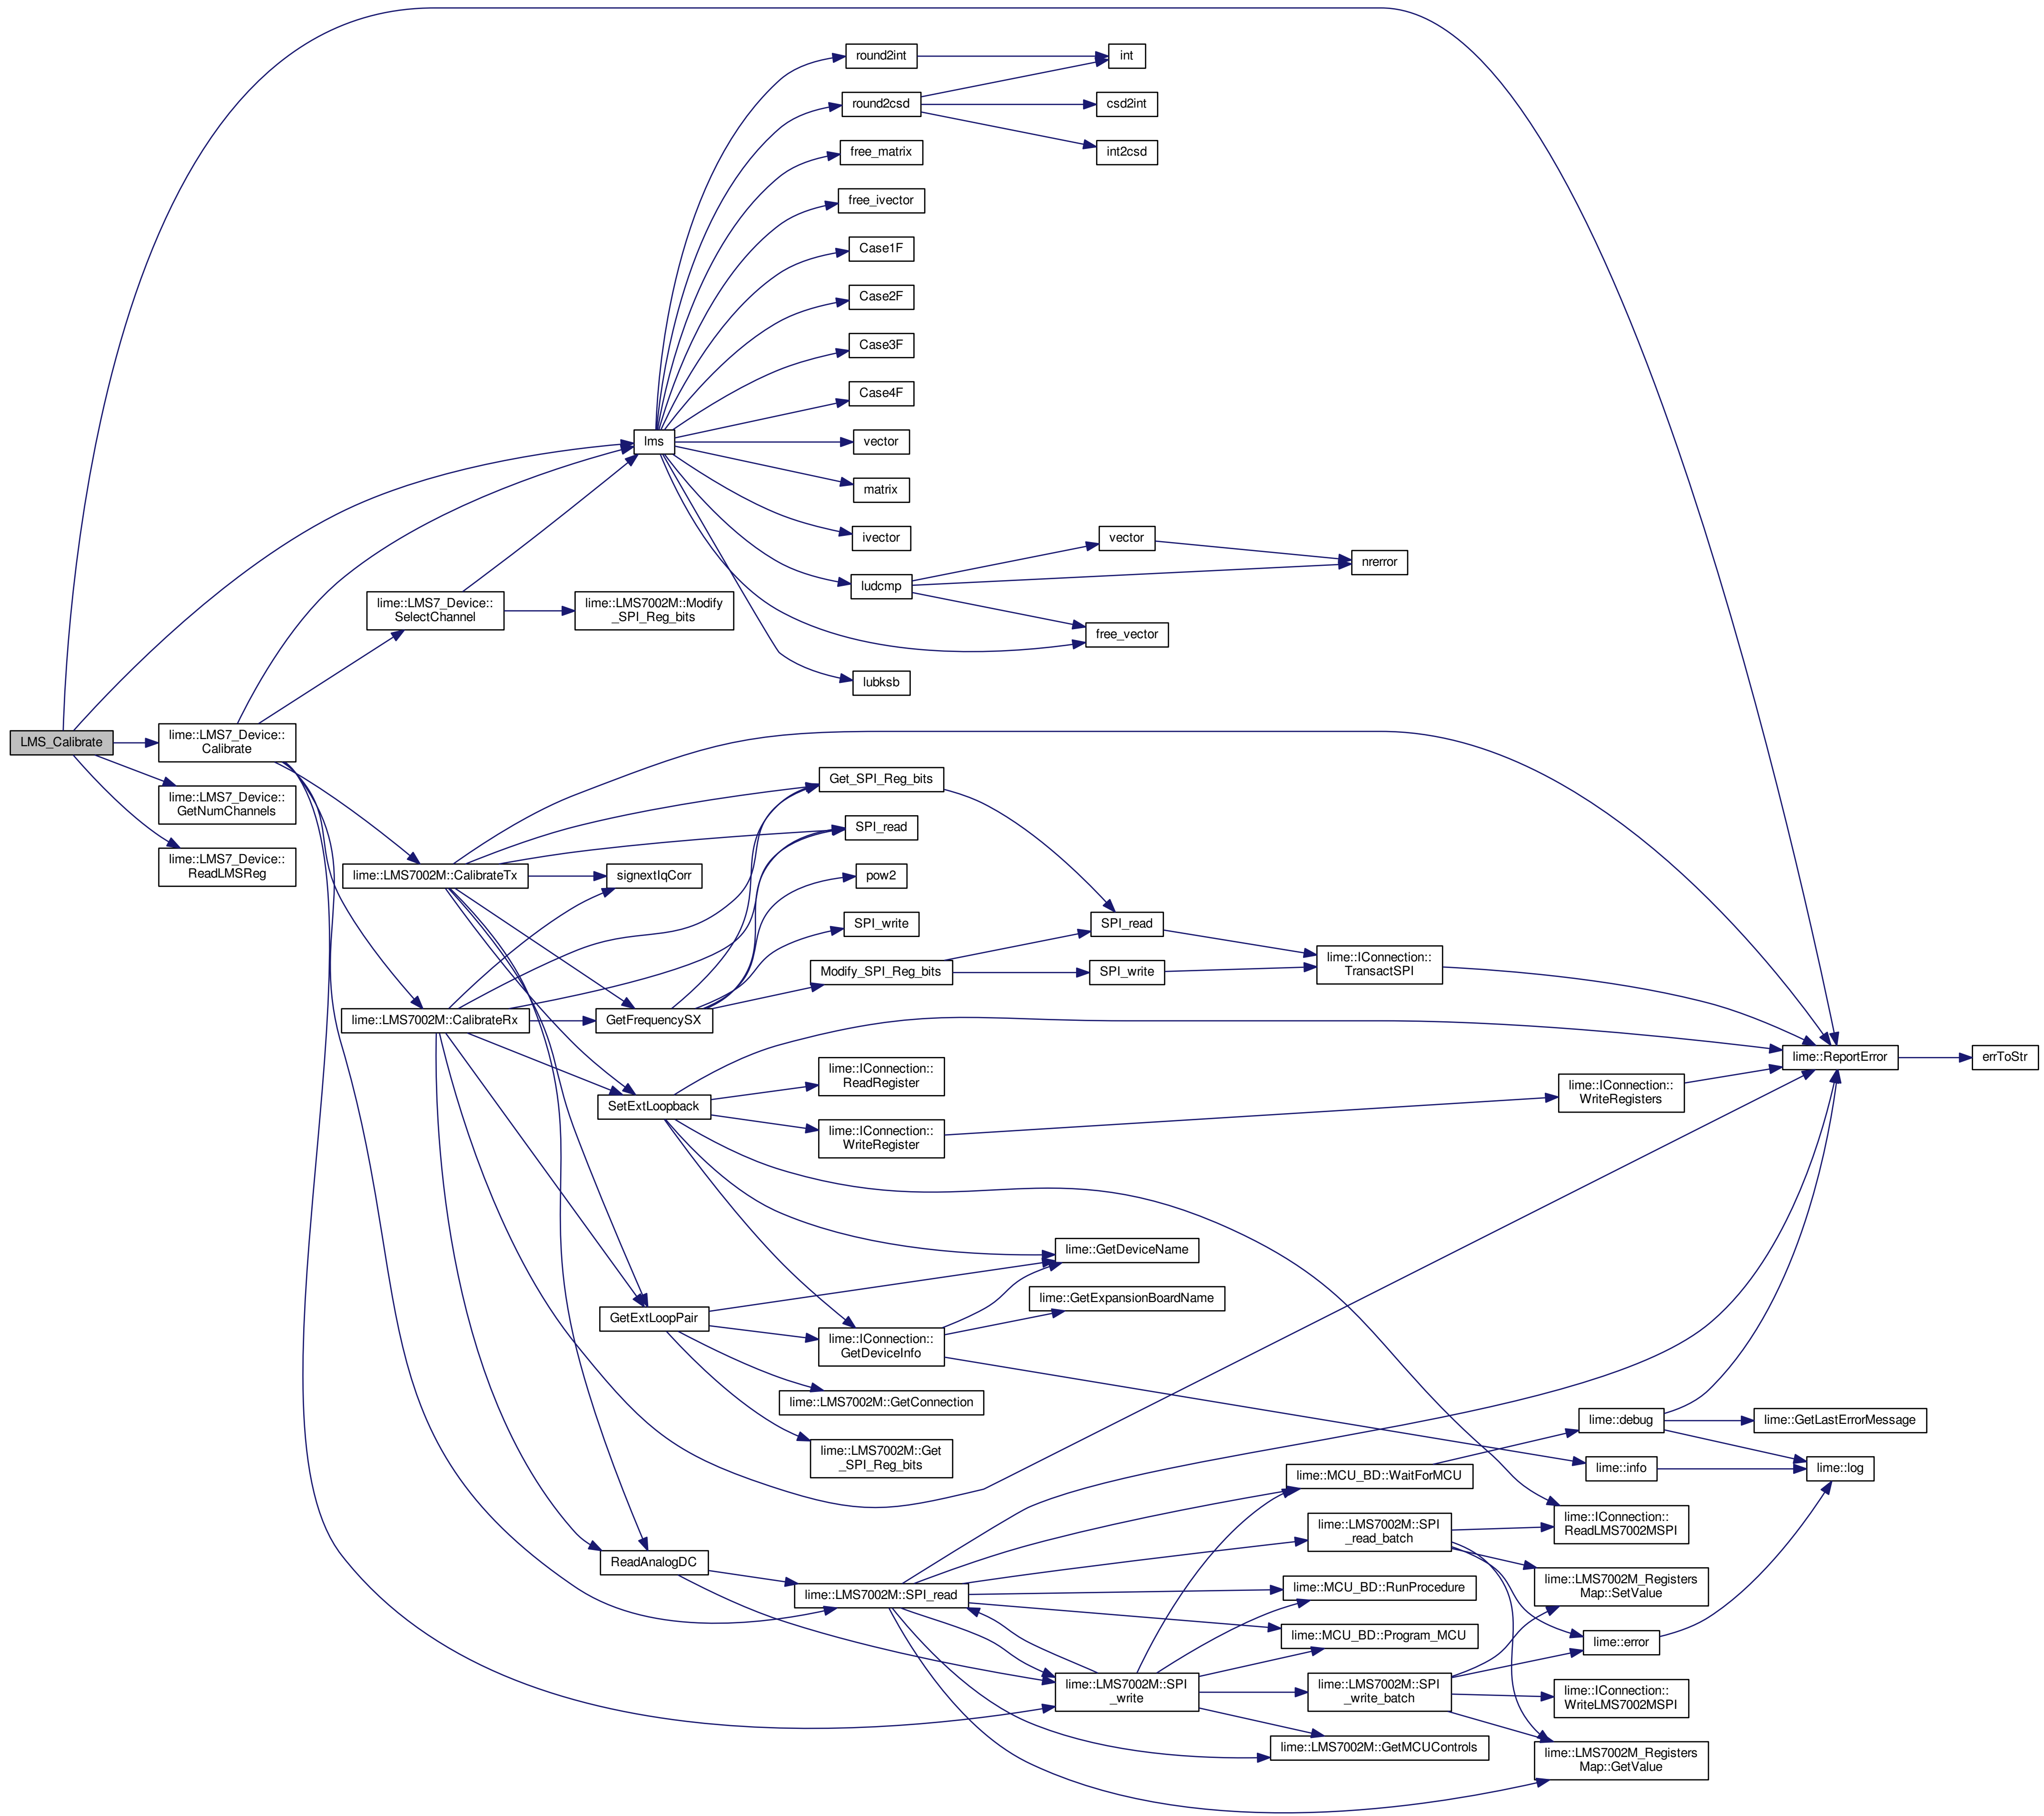 LMS_Calibrate
lime::LMS7_Device::
Calibrate
lime::LMS7_Device::
GetNumChannels
lime::LMS7_Device::
ReadLMSReg
lime::LMS7_Device::
SelectChannel
lime::LMS7002M::CalibrateTx
lime::LMS7002M::CalibrateRx
lms
lime::LMS7002M::Modify
_SPI_Reg_bits
signextIqCorr
GetFrequencySX
SetExtLoopback
GetExtLoopPair
ReadAnalogDC
round2int
round2csd
free_matrix
free_ivector
Case1F
Case2F
Case3F
Case4F
vector
matrix
ivector
ludcmp
lubksb
Get_SPI_Reg_bits
SPI_read
pow2
SPI_write
Modify_SPI_Reg_bits
lime::IConnection::
ReadRegister
lime::IConnection::
WriteRegister
lime::IConnection::
GetDeviceInfo
lime::LMS7002M::GetConnection
lime::LMS7002M::Get
_SPI_Reg_bits
lime::LMS7002M::SPI_read
int
csd2int
int2csd
vector
free_vector
SPI_read
SPI_write
lime::GetDeviceName
lime::GetExpansionBoardName
lime::LMS7002M::SPI
_write
nrerror
lime::IConnection::
TransactSPI
lime::MCU_BD::WaitForMCU
lime::LMS7002M::SPI
_read_batch
lime::MCU_BD::RunProcedure
lime::MCU_BD::Program_MCU
lime::LMS7002M::SPI
_write_batch
lime::LMS7002M::GetMCUControls
lime::IConnection::
WriteRegisters
lime::debug
lime::info
lime::IConnection::
ReadLMS7002MSPI
lime::LMS7002M_Registers
Map::SetValue
lime::error
lime::IConnection::
WriteLMS7002MSPI
lime::LMS7002M_Registers
Map::GetValue
lime::ReportError
lime::GetLastErrorMessage
lime::log
errToStr